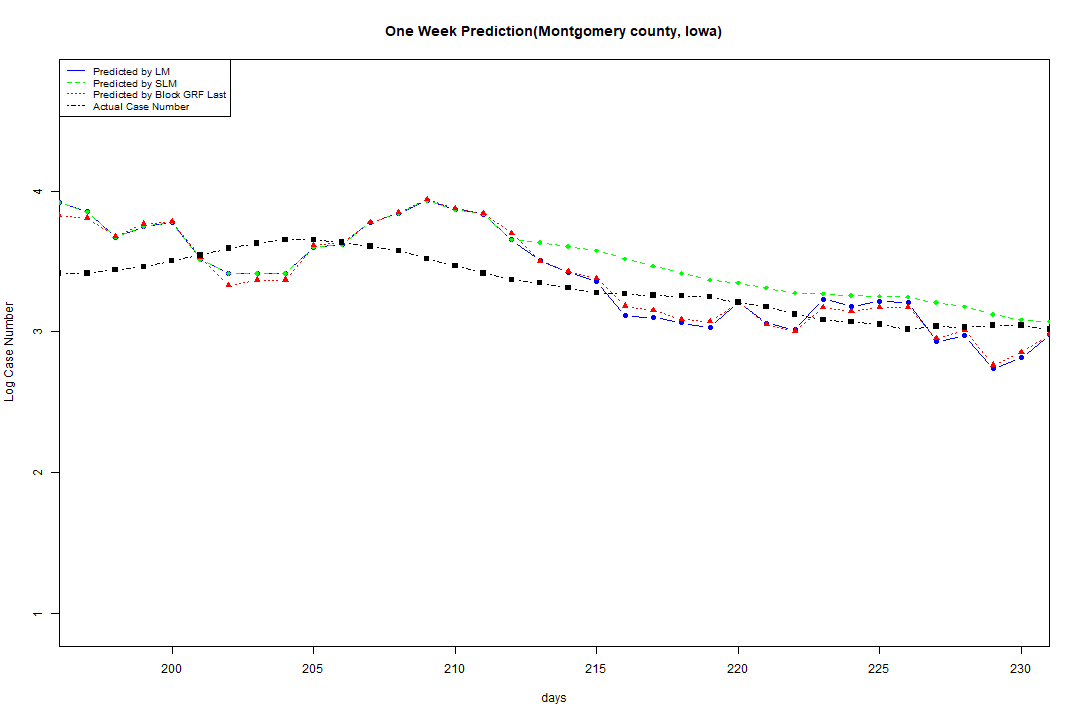 One Week Prediction(Montgomery county, Iowa)
Predicted by LM
Predicted by SLM
Predicted by Block GRF Last
Actual Case Number
4
3
2
1
Log Case Number
200 205 210 215 220 225 230
days